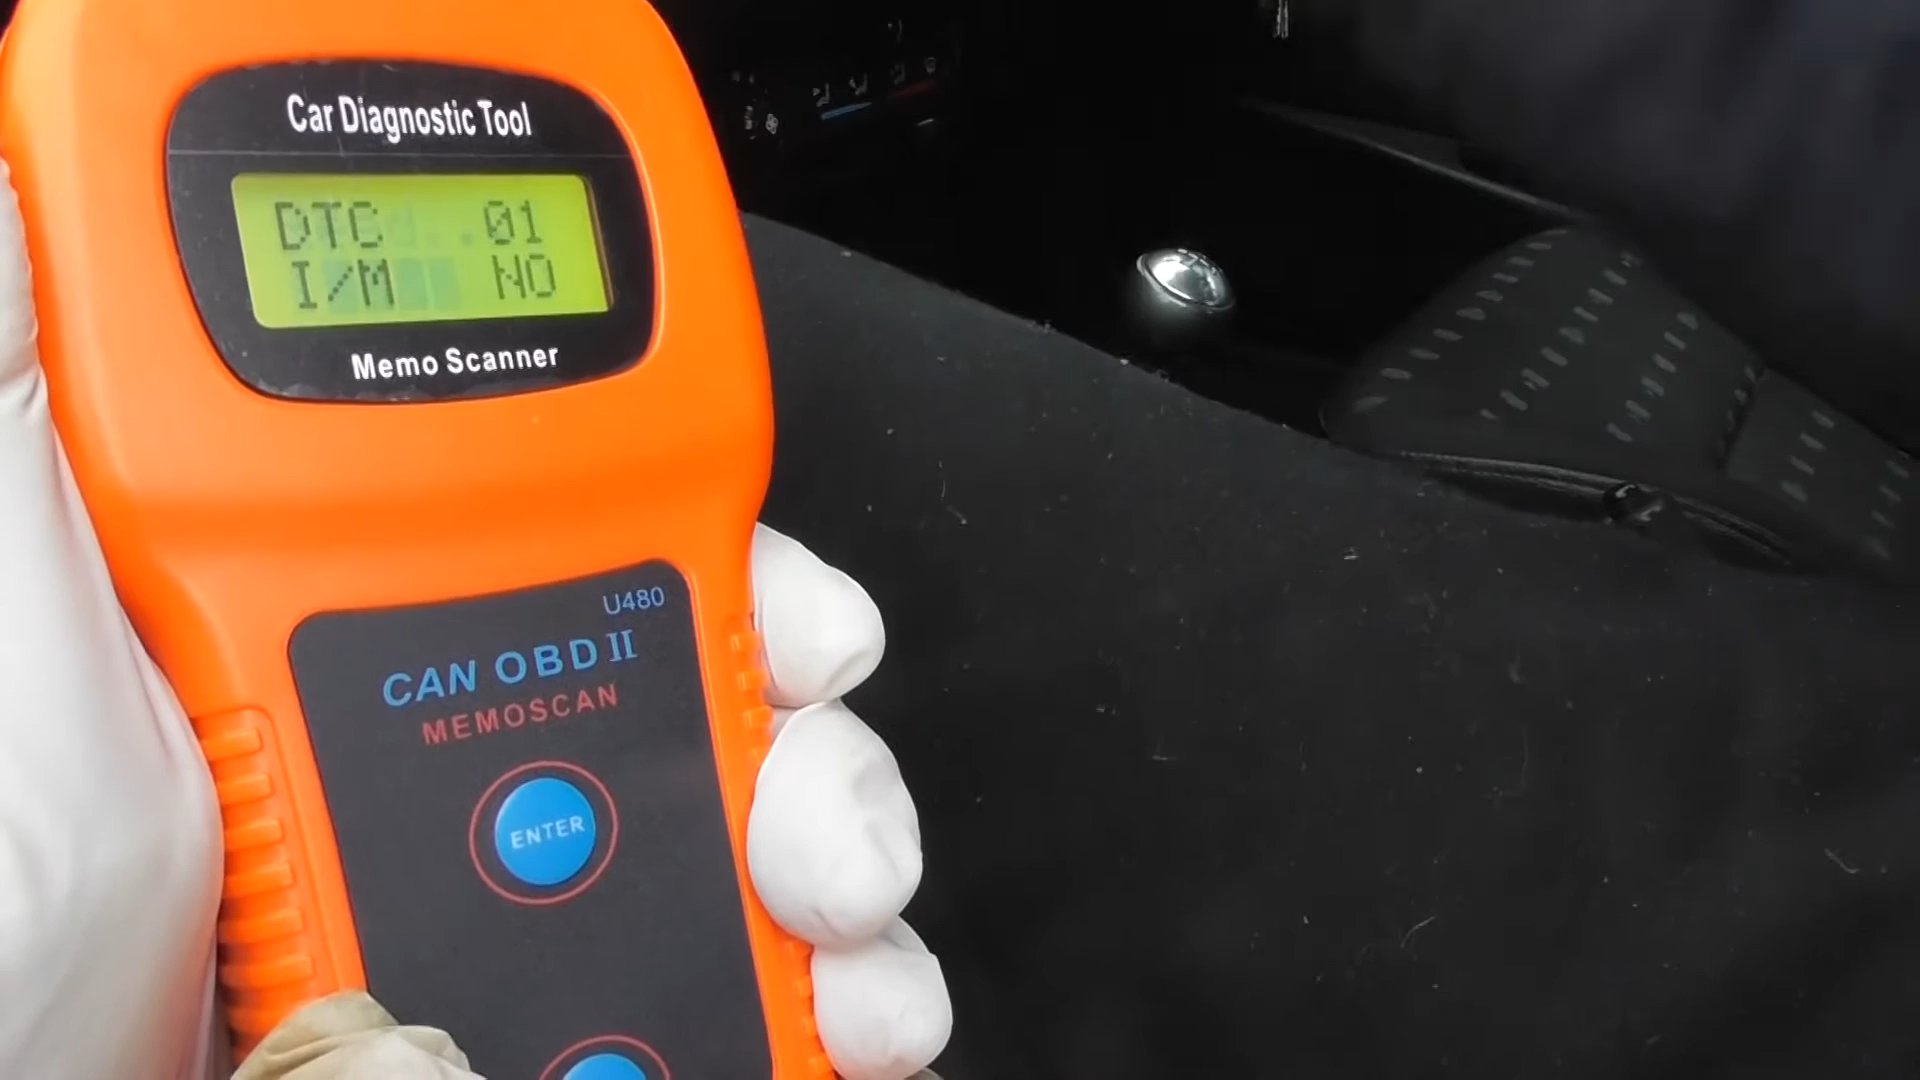 Car Diagnostic Tool
DTC 01
I/M NO
Memo Scanner
U480
CAN OBD II
MEMOSCAN
ENTER